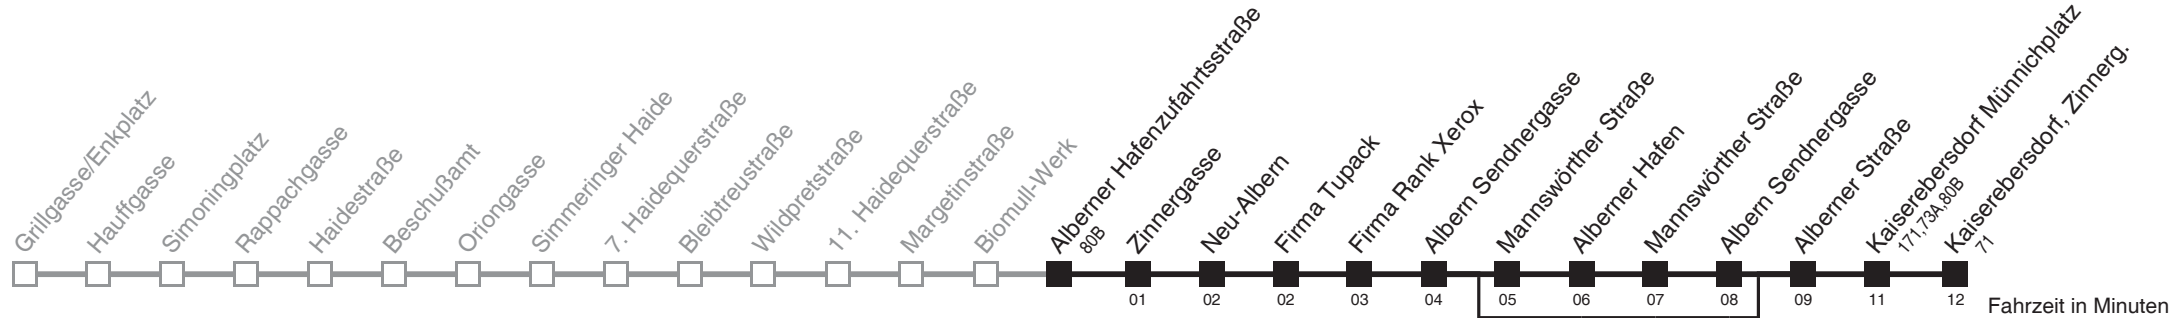 Grillgasse/Enkplatz
Hauffgasse
Simoningplatz
Rappachgasse
Haidestraße
Beschußamt
Oriongasse
Simmeringer Haide
7. Haidequerstraße
Bleibtreustraße
Wildpretstraße
11. Haidequerstraße
Margetinstraße
Biomull-Werk
Alberner Hafenzufahrtsstraße
80B
Zinnergasse
Neu-Albern
Firma Tupack
Firma Rank Xerox
Albern Sendnergasse
Mannswörther Straße
Alberner Hafen
Mannswörther Straße
Albern Sendnergasse
Alberner Straße
Kaiserebersdorf Münnichplatz
171,73A,80B
Kaiserebersdorf, Zinnerg.
71
01 02 02 03 04 05 06 07 08 09 11 12 Fahrzeit in Minuten